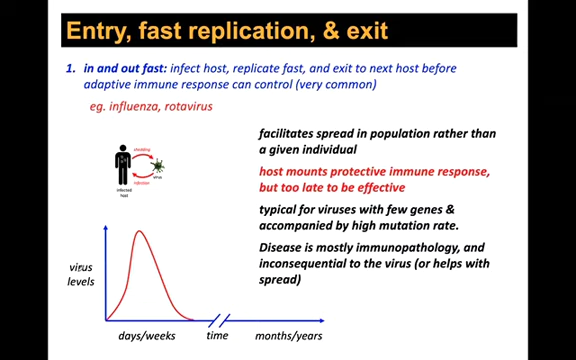 Entry, fast replication, & exit
1. in and out fast: infect host, replicate fast, and exit to next host before
adaptive immune response can control (very common)
eg. influenza, rotavirus
shedding
virus
infection
infected
host
facilitates spread in population rather than
a given individual
host mounts protective immune response,
but too late to be effective
typical for viruses with few genes &
accompanied by high mutation rate.
Disease is mostly immunopathology, and
inconsequential to the virus (or helps with
spread)
virus
levels
days/weeks time months/years